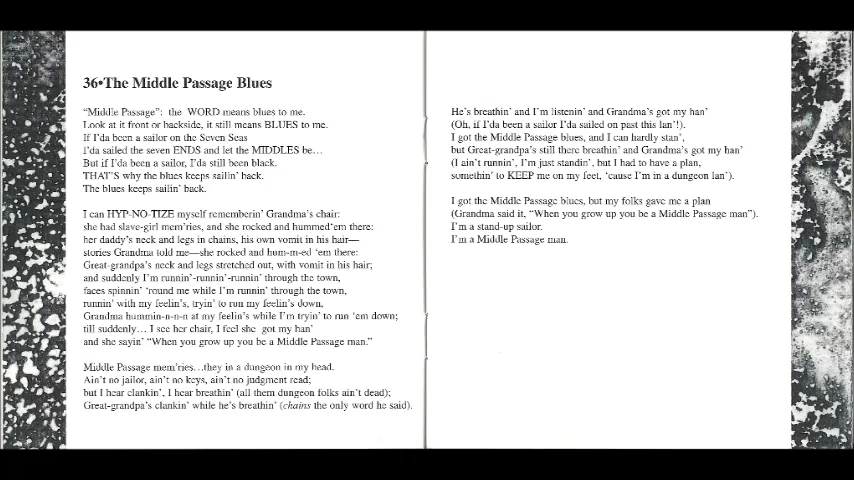 36•The Middle Passage Blues
“Middle Passage”: the WORD means blues to me.
Look at it front or backside, it still means BLUES to me.
If I’da been a sailor on the Seven Seas
I’da sailed the seven ENDS and let the MIDDLES be…
But if I’da been a sailor, I’da still been black.
THAT’S why the blues keeps sailin’ back.
The blues keeps sailin’ back.
I can HYP-NO-TIZE myself rememberin’ Grandma’s chair:
she had slave-girl mem’ries, and she rocked and hummed‘em there:
her daddy’s neck and legs in chains, his own vomit in his hair—
stories Grandma told me—she rocked and hum-m-ed ‘em there:
Great-grandpa’s neck and legs stretched out, with vomit in his hair;
and suddenly I’m runnin’-runnin’-runnin’ through the town,
faces spinnin’ ‘round me while I’m runnin’ through the town,
runnin’ with my feelin’s, tryin’ to run my feelin’s down,
Grandma hummin-n-n-n at my feelin’s while I’m tryin’ to run ‘em down;
till suddenly… I see her chair, I feel she got my han’
and she sayin’ “When you grow up you be a Middle Passage man.”
Middle Passage mem’ries…they in a dungeon in my head.
Ain’t no jailor, ain’t no keys, ain’t no judgment read;
but I hear clankin’, I hear breathin’ (all them dungeon folks ain’t dead);
Great-grandpa’s clankin’ while he’s breathin’ (chains the only word he said).
He’s breathin’ and I’m listenin’ and Grandma’s got my han’
(Oh, if I’da been a sailor I’da sailed on past this lan’!).
I got the Middle Passage blues, and I can hardly stan’,
but Great-grandpa’s still there breathin’ and Grandma’s got my han’
(I ain’t runnin’, I’m just standin’, but I had to have a plan,
somethin’ to KEEP me on my feet, ‘cause I’m in a dungeon lan’).
I got the Middle Passage blues, but my folks gave me a plan
(Grandma said it, “When you grow up you be a Middle Passage man”).
I’m a stand-up sailor.
I’m a Middle Passage man.